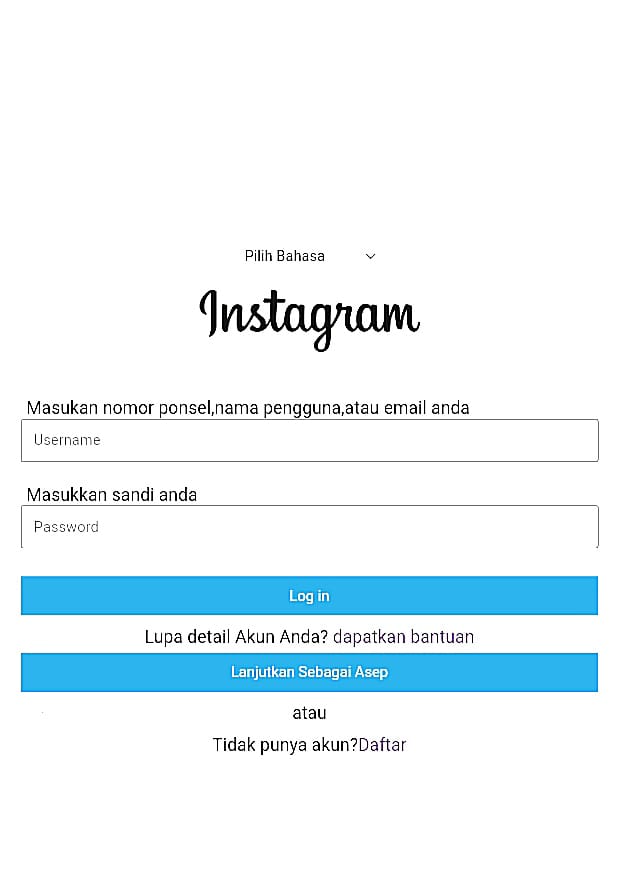 Pilih Bahasa
Instagram
Masukan nomor ponsel,nama pengguna,atau email anda
Username
Masukkan sandi anda
Password
Log in
Lupa detail Akun Anda? dapatkan bantuan
Lanjutkan Sebagai Asep
atau
Tidak punya akun?Daftar